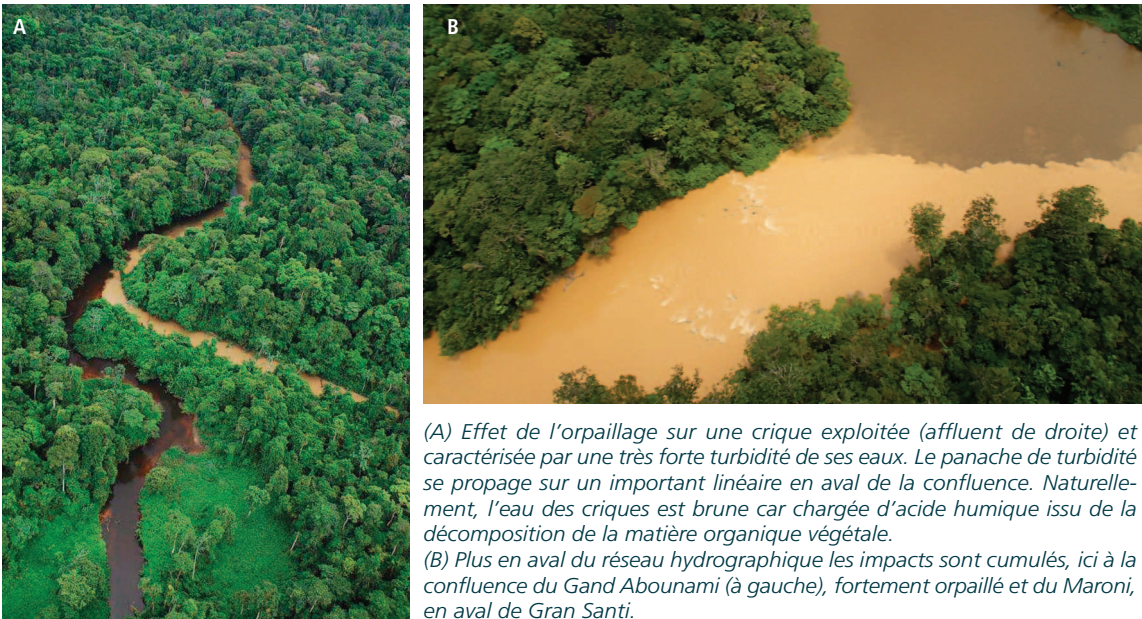 A
B
(A) Effet de l'orpaillage sur une crique exploitée (affluent de droite) et
caractérisée par une très forte turbidité de ses eaux. Le panache de turbidité
se propage sur un important linéaire en aval de la confluence. Naturelle-
ment, l'eau des criques est brune car chargée d'acide humique issu de la
décomposition de la matière organique végétale.
(B) Plus en aval du réseau hydrographique les impacts sont cumulés, ici à la
confluence du Gand Abounami (à gauche), fortement orpaillé et du Maroni,
en aval de Gran Santi.